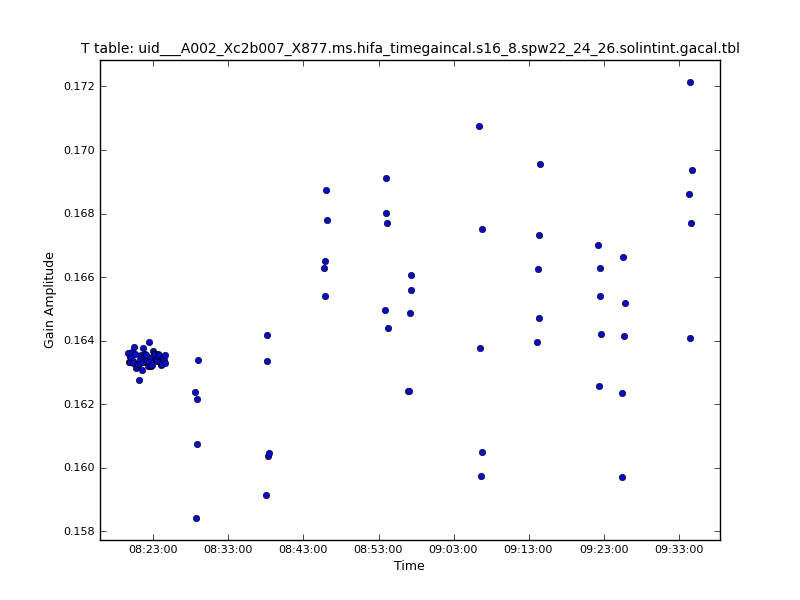 T table: uid___A002_Xc2b007_X877.ms.hifa_timegaincal.s16_8.spw22_24_26.solintint.gacal.tbl
0.172
0.170
0.168
0.166
0.164
0.162
0.160
0.158
Gain Amplitude
08:23:00 08:33:00 08:43:00 08:53:00 09:03:00 09:13:00 09:23:00 09:33:00
Time